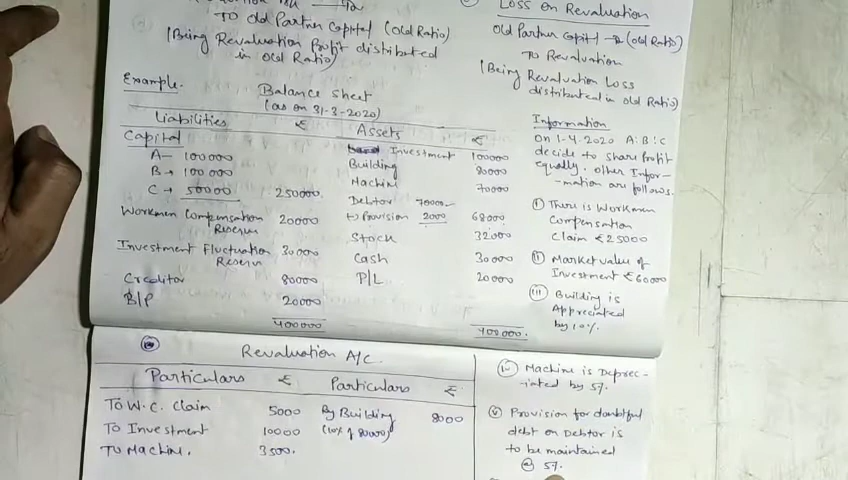 To Old Partner Capital (Old Ratio)
(Being Revaluation Profit distributed
in Old Ratio)
Loss on Revaluation
Old Partner Capitl Dr (Old Ratio)
To Revaluation
(Being Revaluation Loss
distributed in Old Ratio)
Example.
Balance Sheet
(as on 31-3-2020)
Liabilities ₹ Assets ₹
Capital Investment 100000
A- 100000 Building 80000
B → 100000 Machine 70000
C → 50000 250000 Debtor 70000
Workmen Compensation 20000 (-) Provision 2000 68000
Reserve Stock 32000
Investment Fluctuation 30000 Cash 30000
Reserve P/L 20000
Creditor 80000
B/P 20000
400000 400000
Information
On 1-4-2020 A:B:C
decide to share Profit
equally. Other Infor-
-mation are follows.
(i) There is Workmen
Compensation
Claim ₹25000
(ii) Market value of
Investment ₹60000
(iii) Building is
Appreciated
by 10%.
Revaluation A/C.
Particulars ₹ Particulars ₹
To W.C. Claim 5000 By Building 8000
To Investment 10000 (10% of 80000)
To Machine. 3500.
(iv) Machine is Deprec-
-iated by 5%.
(v) Provision for doubtful
debt on Debtor is
to be maintained
@ 5%.